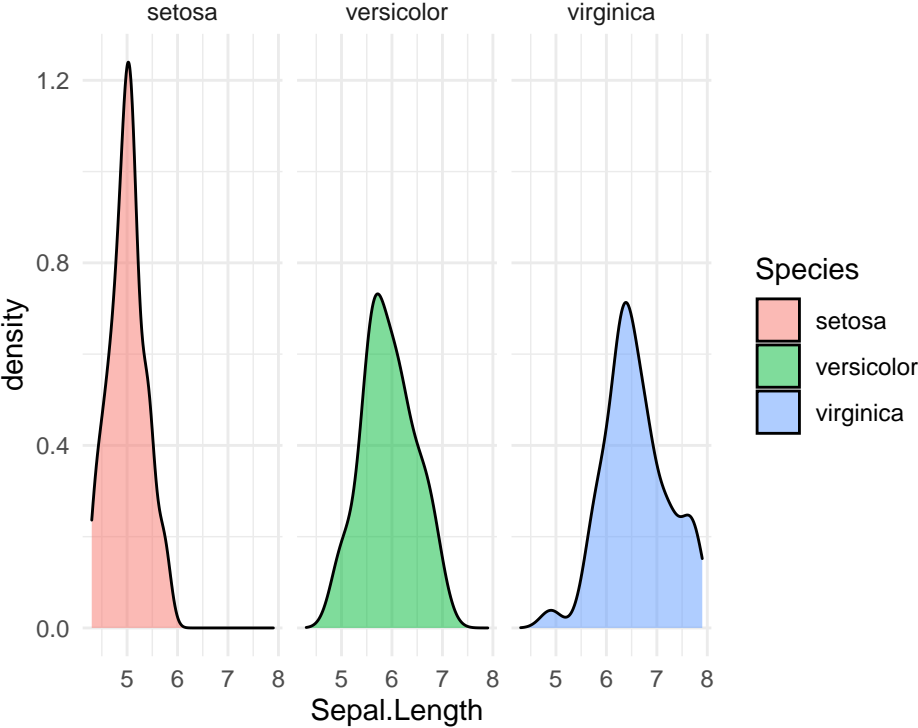 setosa versicolor virginica
1.2
0.8
0.4
0.0
density
5 6 7 8 5 6 7 8 5 6 7 8
Sepal.Length
Species
setosa
versicolor
virginica